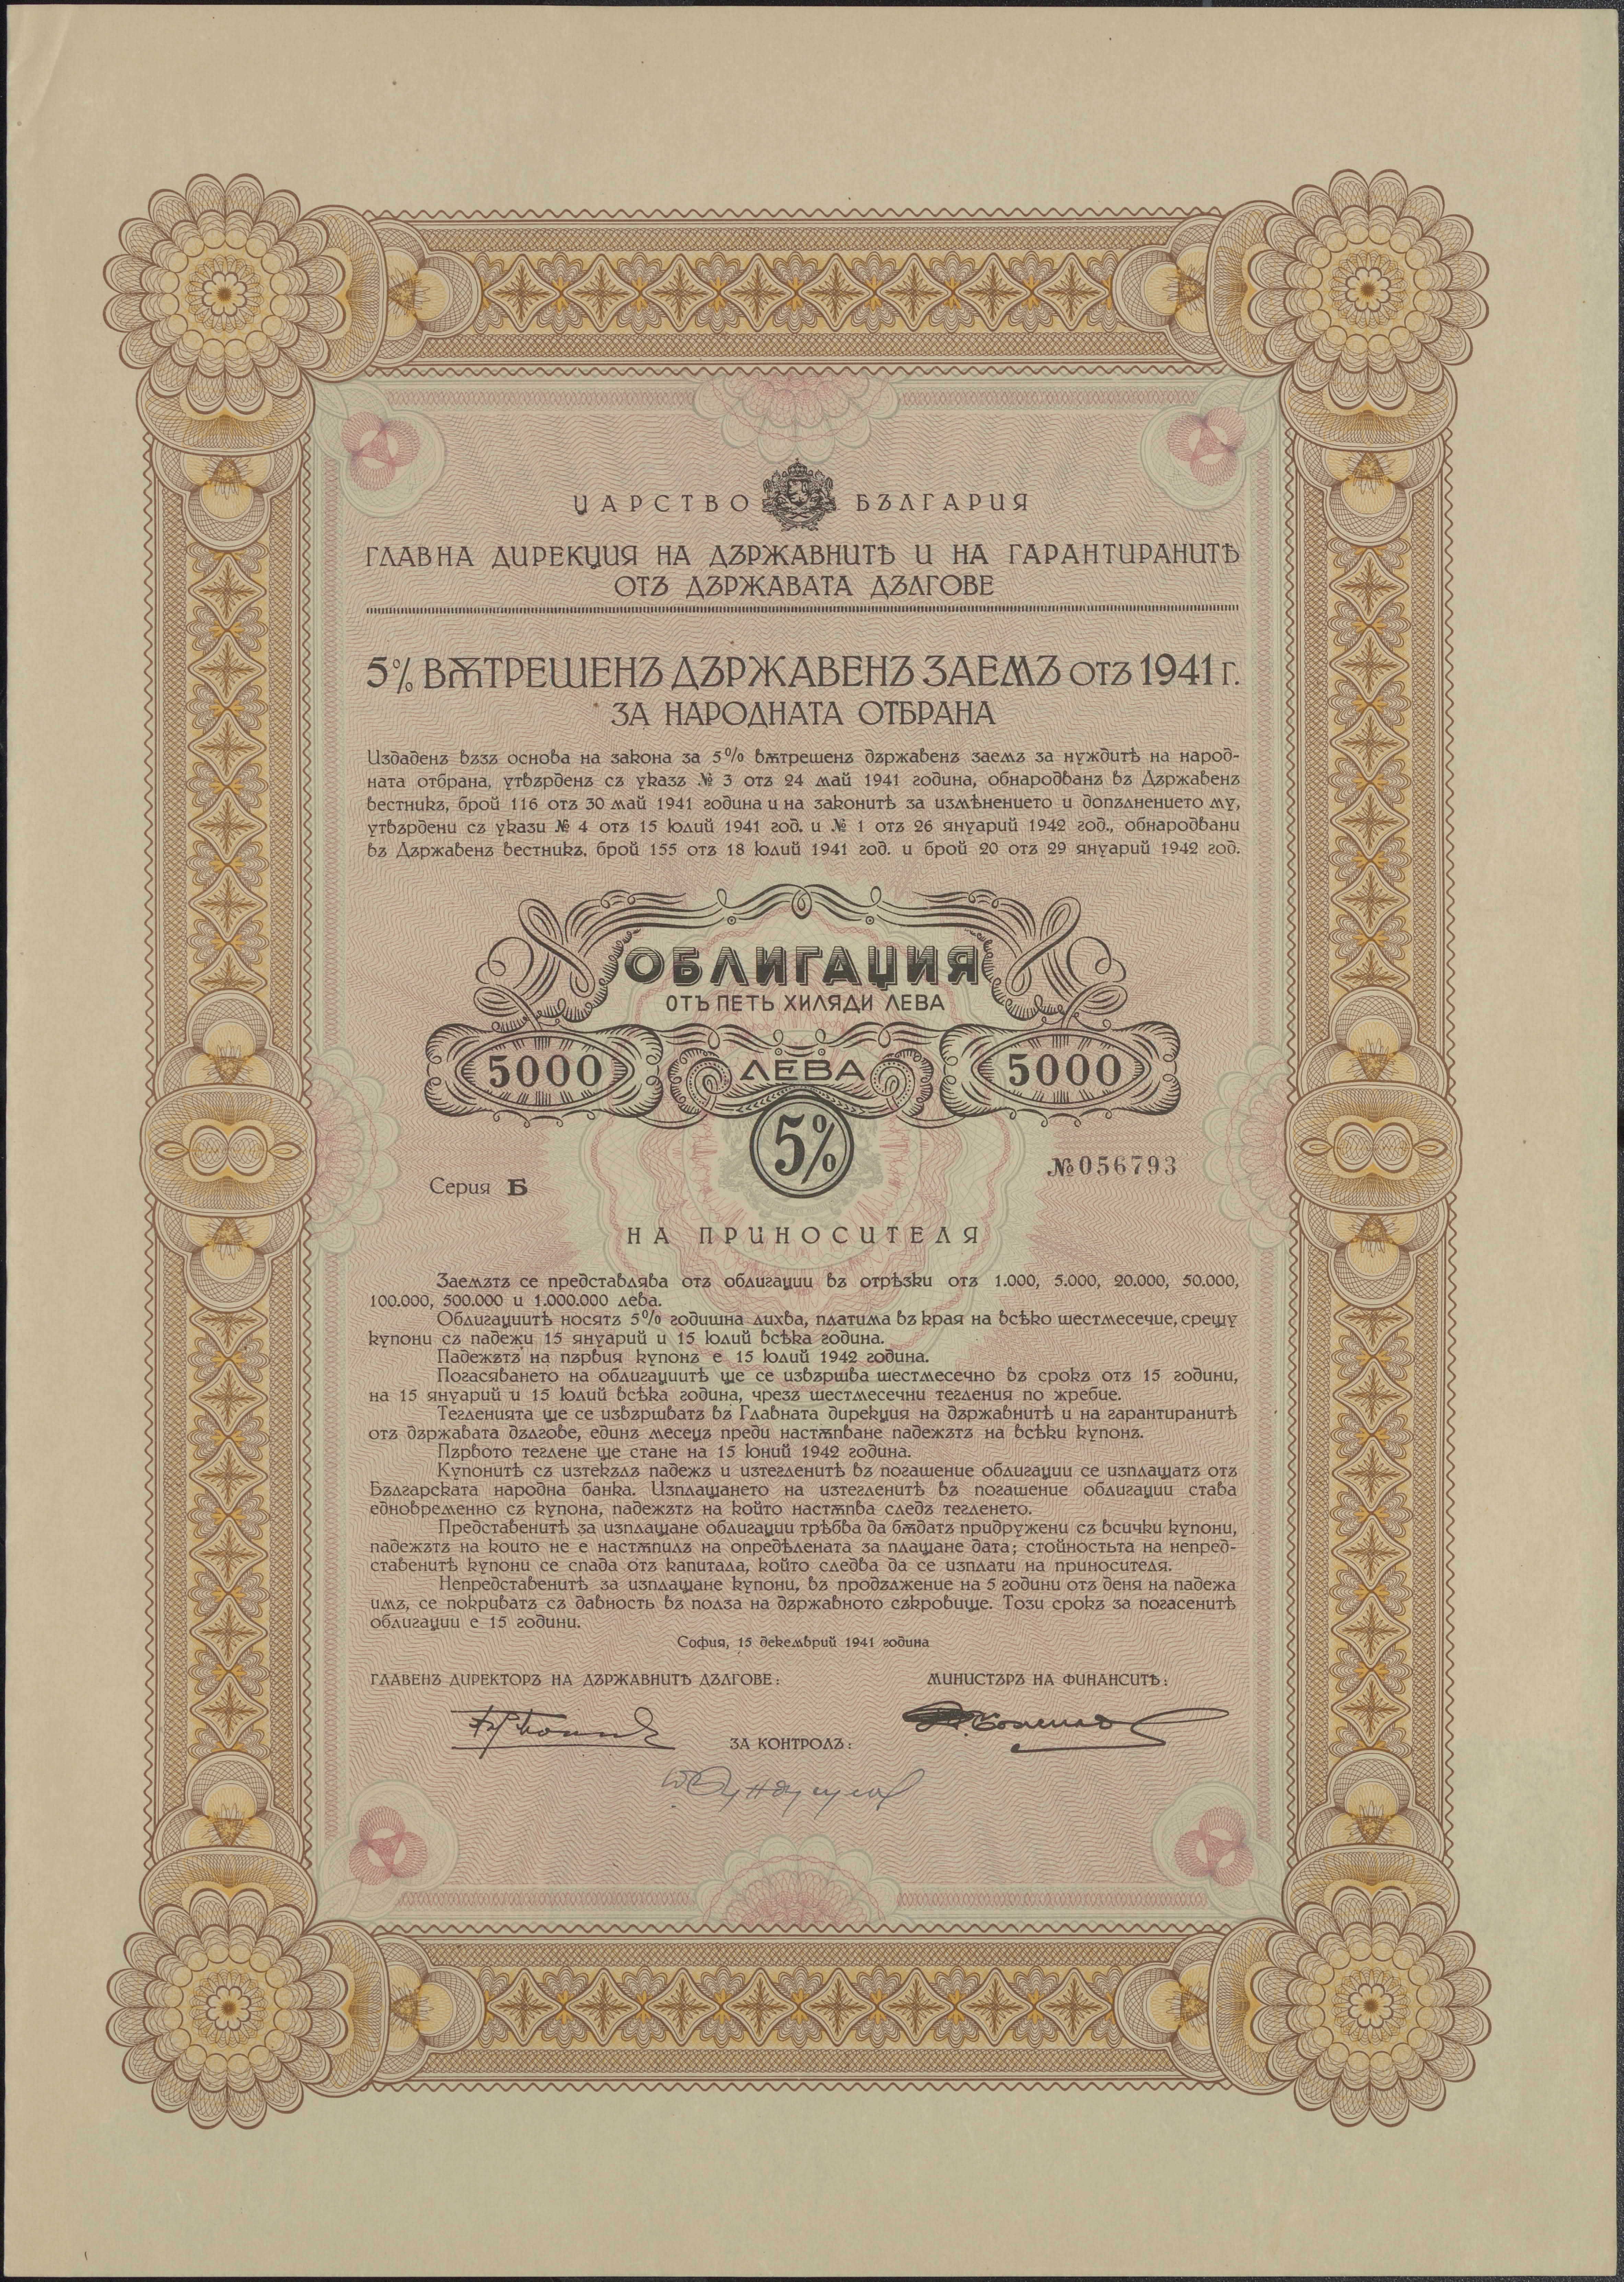 ЦАРСТВО БЪЛГАРИЯ
ГЛАВНА ДИРЕКЦИЯ НА ДЪРЖАВНИТѢ И НА ГАРАНТИРАНИТѢ
ОТЪ ДЪРЖАВАТА ДЪЛГОВЕ
5% ВѪТРЕШЕНЪ ДЪРЖАВЕНЪ ЗАЕМЪ ОТЪ 1941 Г.
ЗА НАРОДНАТА ОТБРАНА
Издаденъ възъ основа на закона за 5% вѫтрешенъ държавенъ заемъ за нуждитѣ на народ-
ната отбрана, утвърденъ съ указъ № 3 отъ 24 май 1941 година, обнародванъ въ Държавенъ
вестникъ, брой 116 отъ 30 май 1941 година и на законитѣ за измѣнението и допълнението му,
утвърдени съ укази № 4 отъ 15 юлий 1941 год. и № 1 отъ 26 януарий 1942 год., обнародвани
въ Държавенъ вестникъ, брой 155 отъ 18 юлий 1941 год. и брой 20 отъ 29 януарий 1942 год.
ОБЛИГАЦИЯ
ОТЪ ПЕТЬ ХИЛЯДИ ЛЕВА
5000 ЛЕВА 5000
5%
Серия Б №056793
НА ПРИНОСИТЕЛЯ
Заемътъ се представлява отъ облигации въ отрѣзки отъ 1.000, 5.000, 20.000, 50.000,
100.000, 500.000 и 1.000.000 лева.
Облигациитѣ носятъ 5% годишна лихва, платима въ края на всѣко шестмесечие, срещу
купони съ падежи 15 януарий и 15 юлий всѣка година.
Падежътъ на първия купонъ е 15 юлий 1942 година.
Погасяването на облигациитѣ ще се извършва шестмесечно въ срокъ отъ 15 години,
на 15 януарий и 15 юлий всѣка година, чрезъ шестмесечни тегления по жребие.
Тегленията ще се извършватъ въ Главната дирекция на държавнитѣ и на гарантиранитѣ
отъ държавата дългове, единъ месецъ преди настѫпване падежътъ на всѣки купонъ.
Първото теглене ще стане на 15 юний 1942 година.
Купонитѣ съ изтекълъ падежъ и изтегленитѣ въ погашение облигации се изплащатъ отъ
Българската народна банка. Изплащането на изтегленитѣ въ погашение облигации става
едновременно съ купона, падежътъ на който настѫпва следъ тегленето.
Представенитѣ за изплащане облигации трѣбва да бѫдатъ придружени съ всички купони,
падежътъ на които не е настѫпилъ на опредѣлената за плащане дата; стойностьта на непред-
ставенитѣ купони се спада отъ капитала, който следва да се изплати на приносителя.
Непредставенитѣ за изплащане купони, въ продължение на 5 години отъ деня на падежа
имъ, се покриватъ съ давность въ полза на държавното съкровище. Този срокъ за погасенитѣ
облигации е 15 години.
София, 15 декемврий 1941 година
ГЛАВЕНЪ ДИРЕКТОРЪ НА ДЪРЖАВНИТѢ ДЪЛГОВЕ: МИНИСТЪРЪ НА ФИНАНСИТѢ:
ЗА КОНТРОЛЪ: